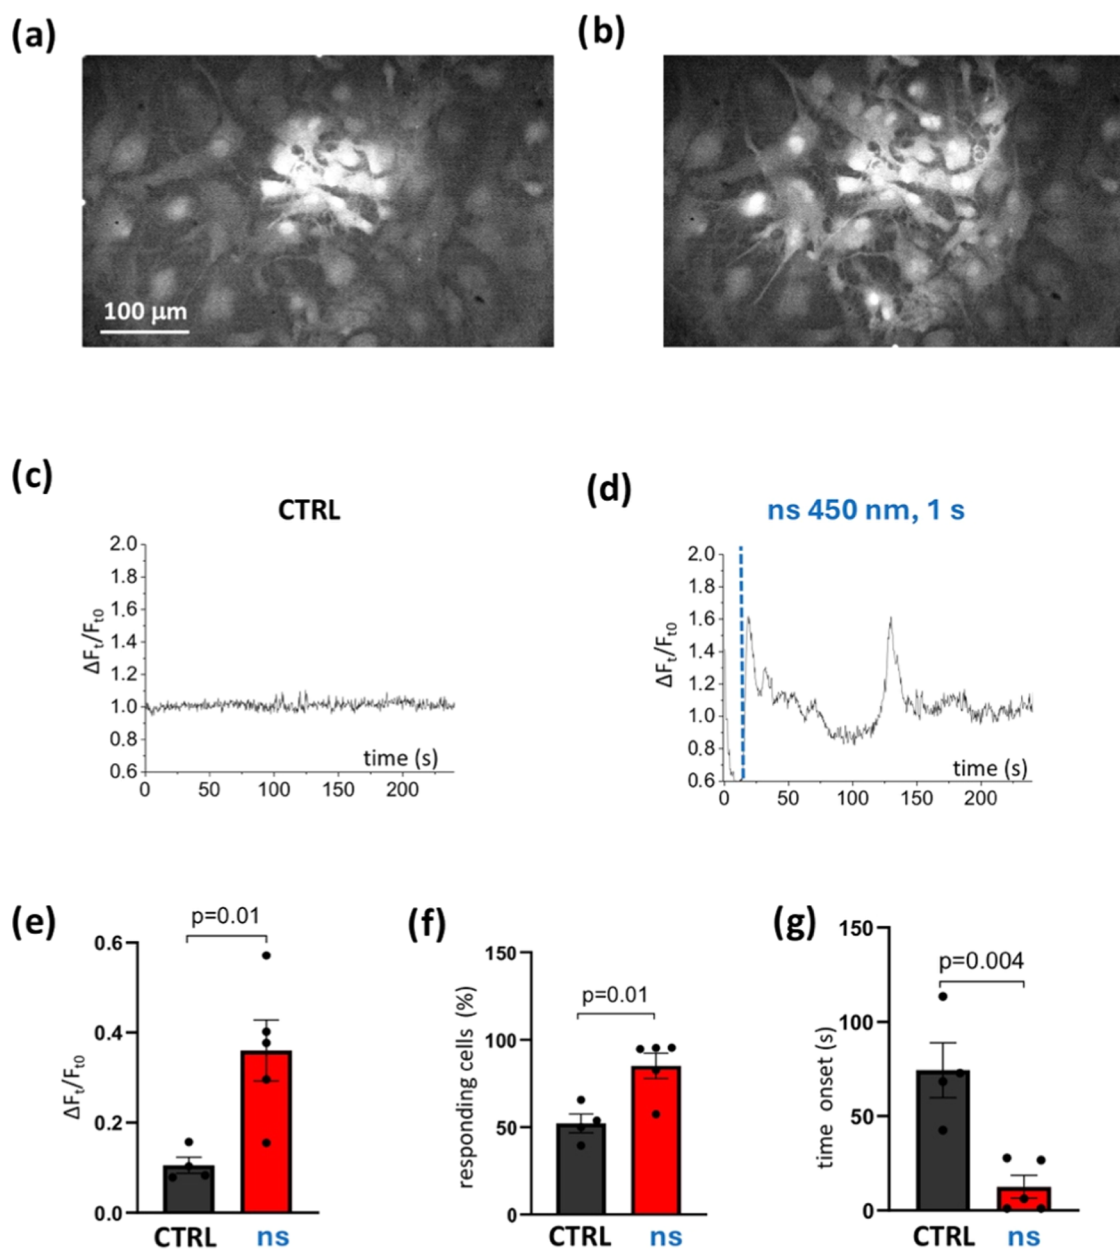 (a)
(b)
100 µm
(c)
(d)
CTRL
ns 450 nm, 1 s
ΔFt/Ft0
2.0
1.8
1.6
1.4
1.2
1.0
0.8
0.6
time (s)
0 50 100 150 200
ΔFt/Ft0
2.0
1.8
1.6
1.4
1.2
1.0
0.8
0.6
time (s)
0 50 100 150 200
(e)
p=0.01
ΔFt/Ft0
0.6
0.4
0.2
0.0
CTRL ns
(f)
p=0.01
responding cells (%)
150
100
50
0
CTRL ns
(g)
p=0.004
time onset (s)
150
100
50
0
CTRL ns